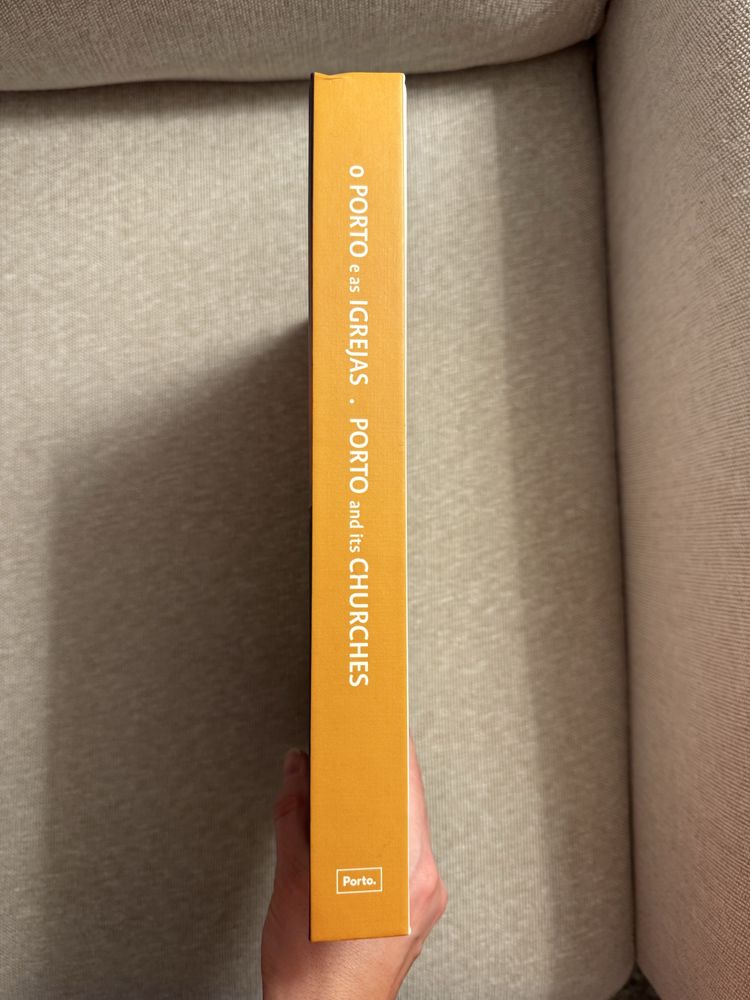 O PORTO e as IGREJAS . PORTO and its CHURCHES
Porto.